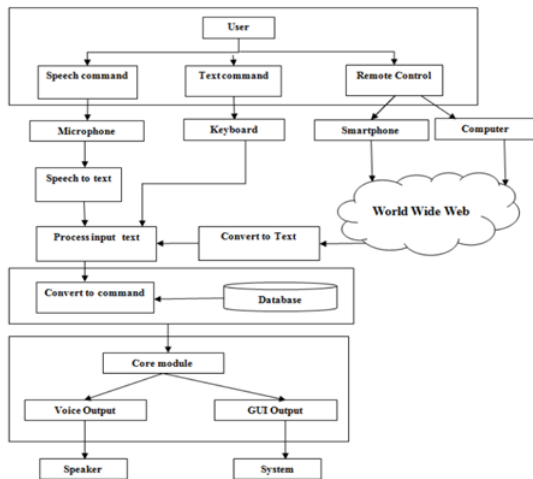 User
Speech command
Text command
Remote Control
Microphone
Keyboard
Smartphone
Computer
Speech to text
World Wide Web
Process input text
Convert to Text
Convert to command
Database
Core module
Voice Output
GUI Output
Speaker
System